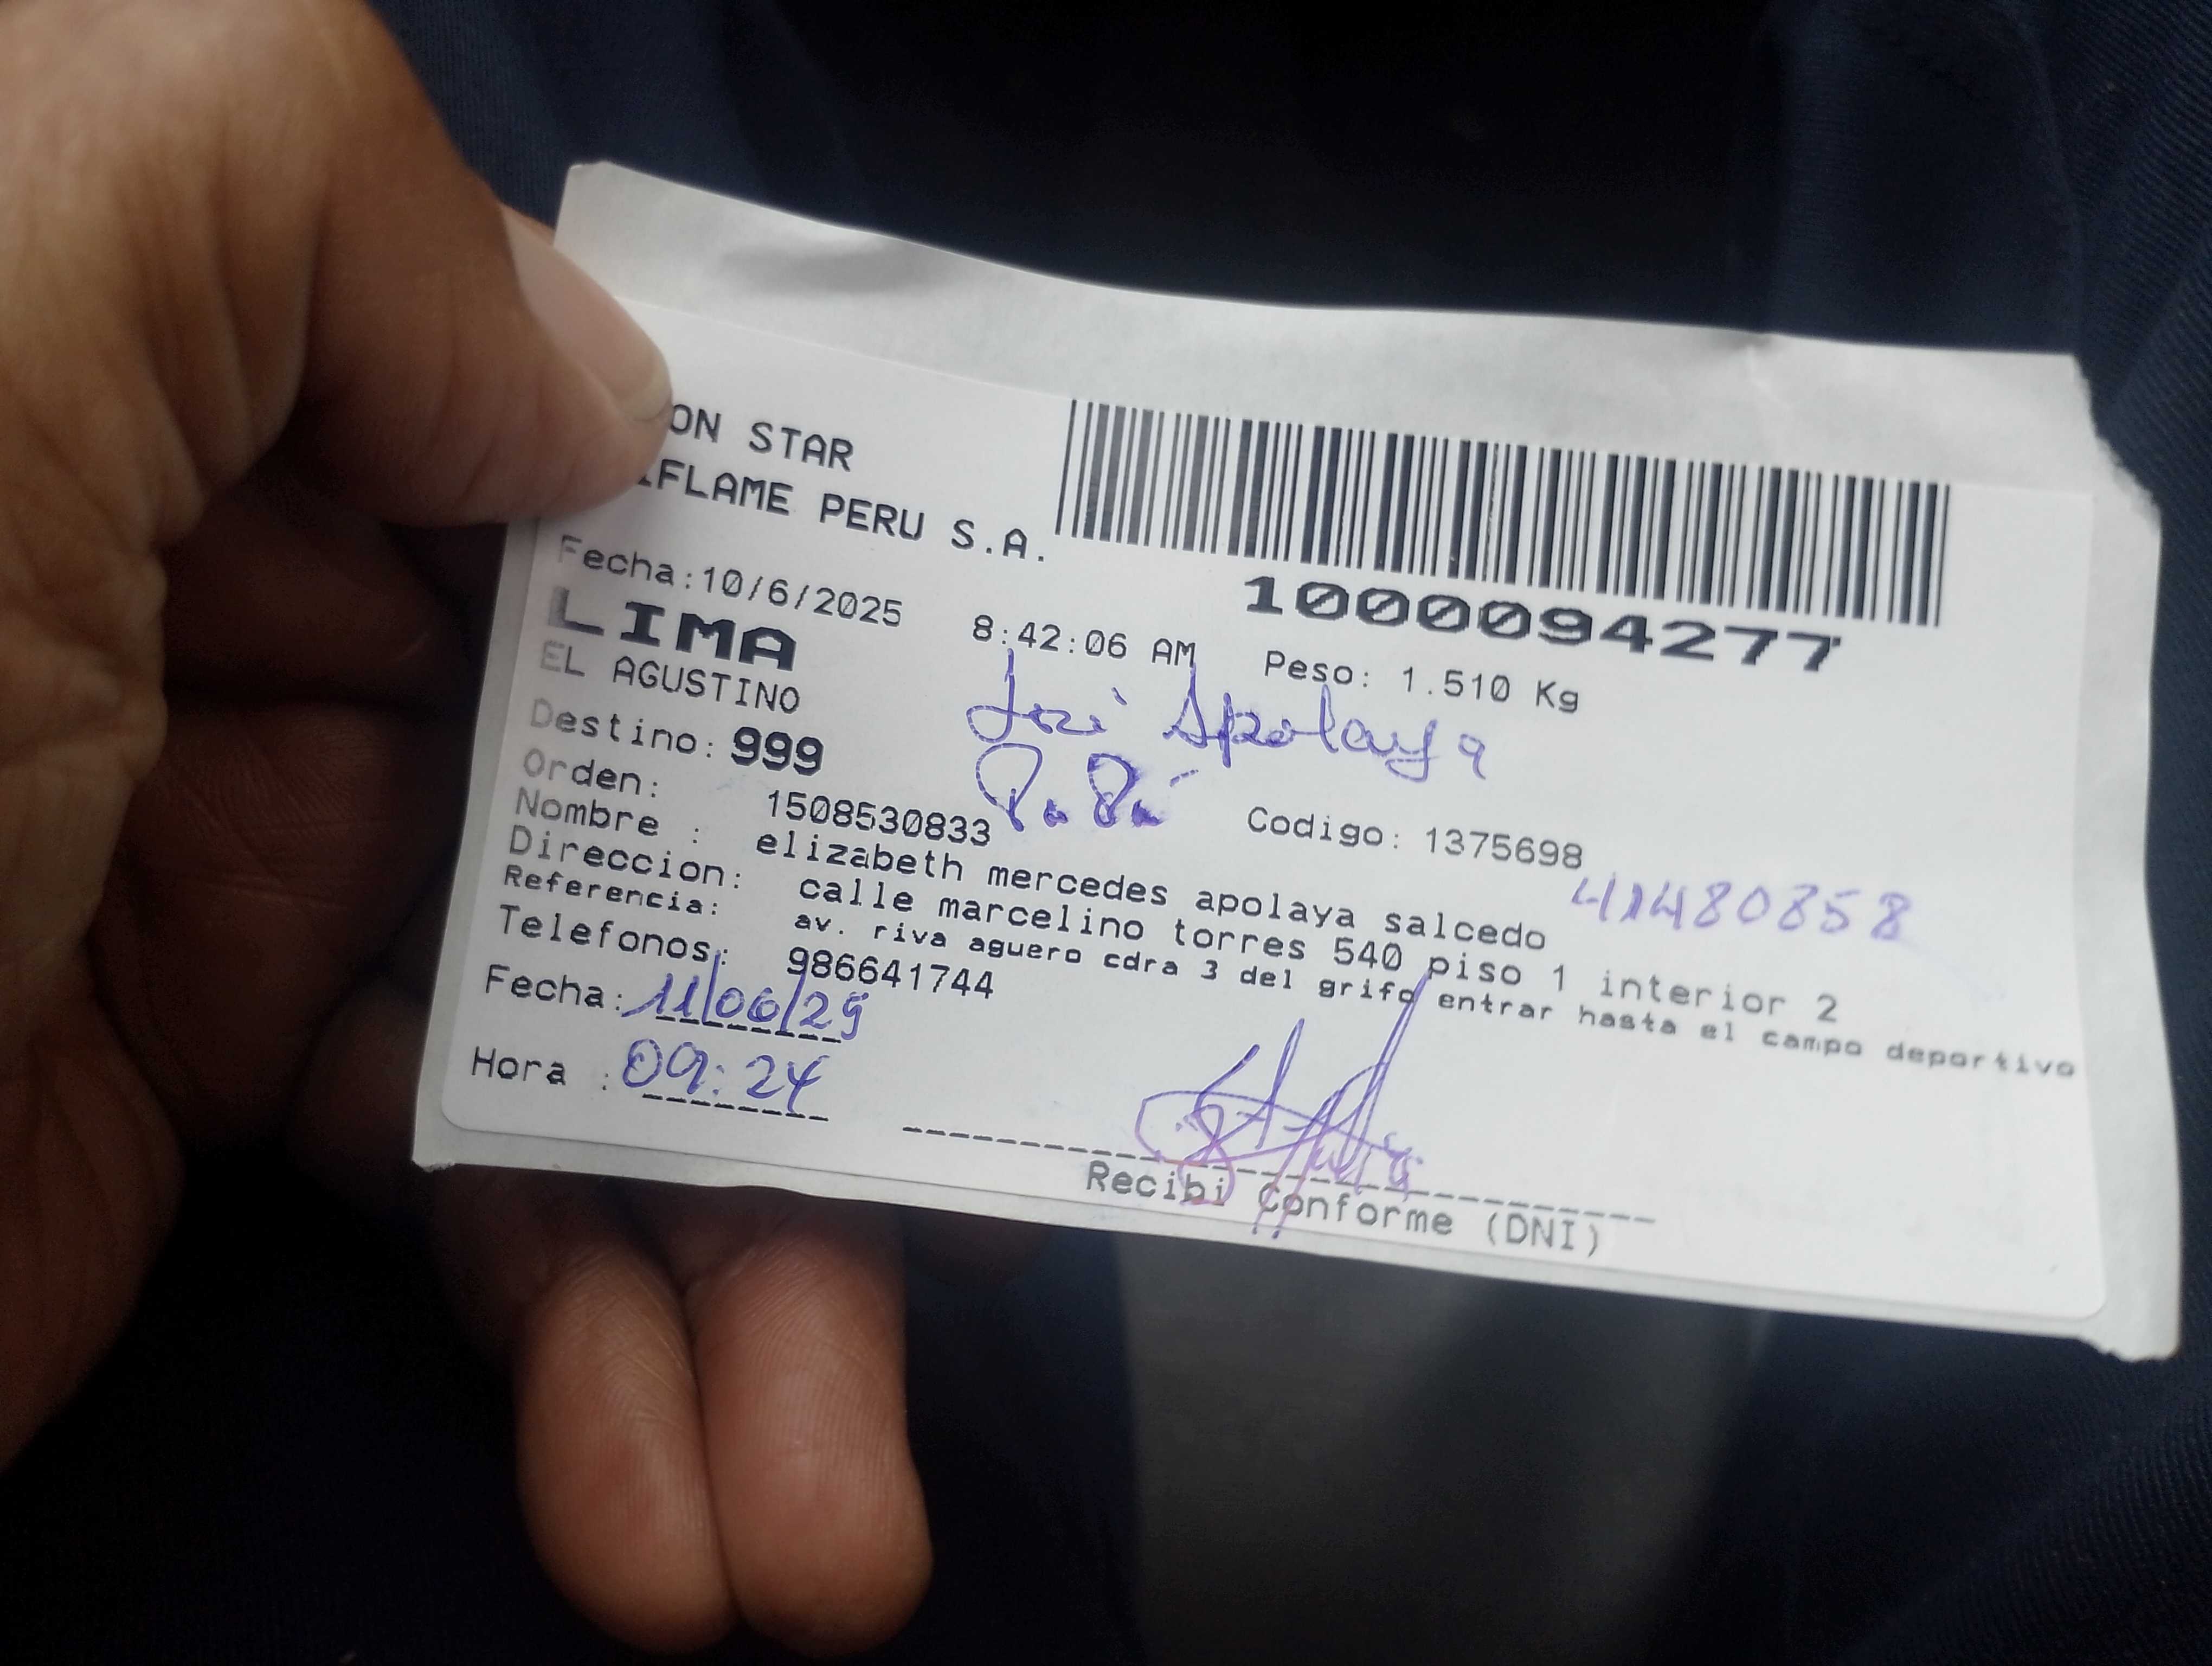 ON STAR
IFLAME PERU S.A.
Fecha:10/6/2025 8:42:06 AM
1000094277
LIMA
Peso: 1.510 Kg
EL AGUSTINO
José Apolaya
Destino: 999
Papá
Orden: 1508530833 Codigo: 1375698
Nombre : elizabeth mercedes apolaya salcedo 41480858
Direccion: calle marcelino torres 540 piso 1 interior 2
Referencia: av. riva aguero cdra 3 del grifo entrar hasta el campo deportivo
Telefonos: 986641744
Fecha: 11/06/25
Hora : 09:24
Recibi Conforme (DNI)